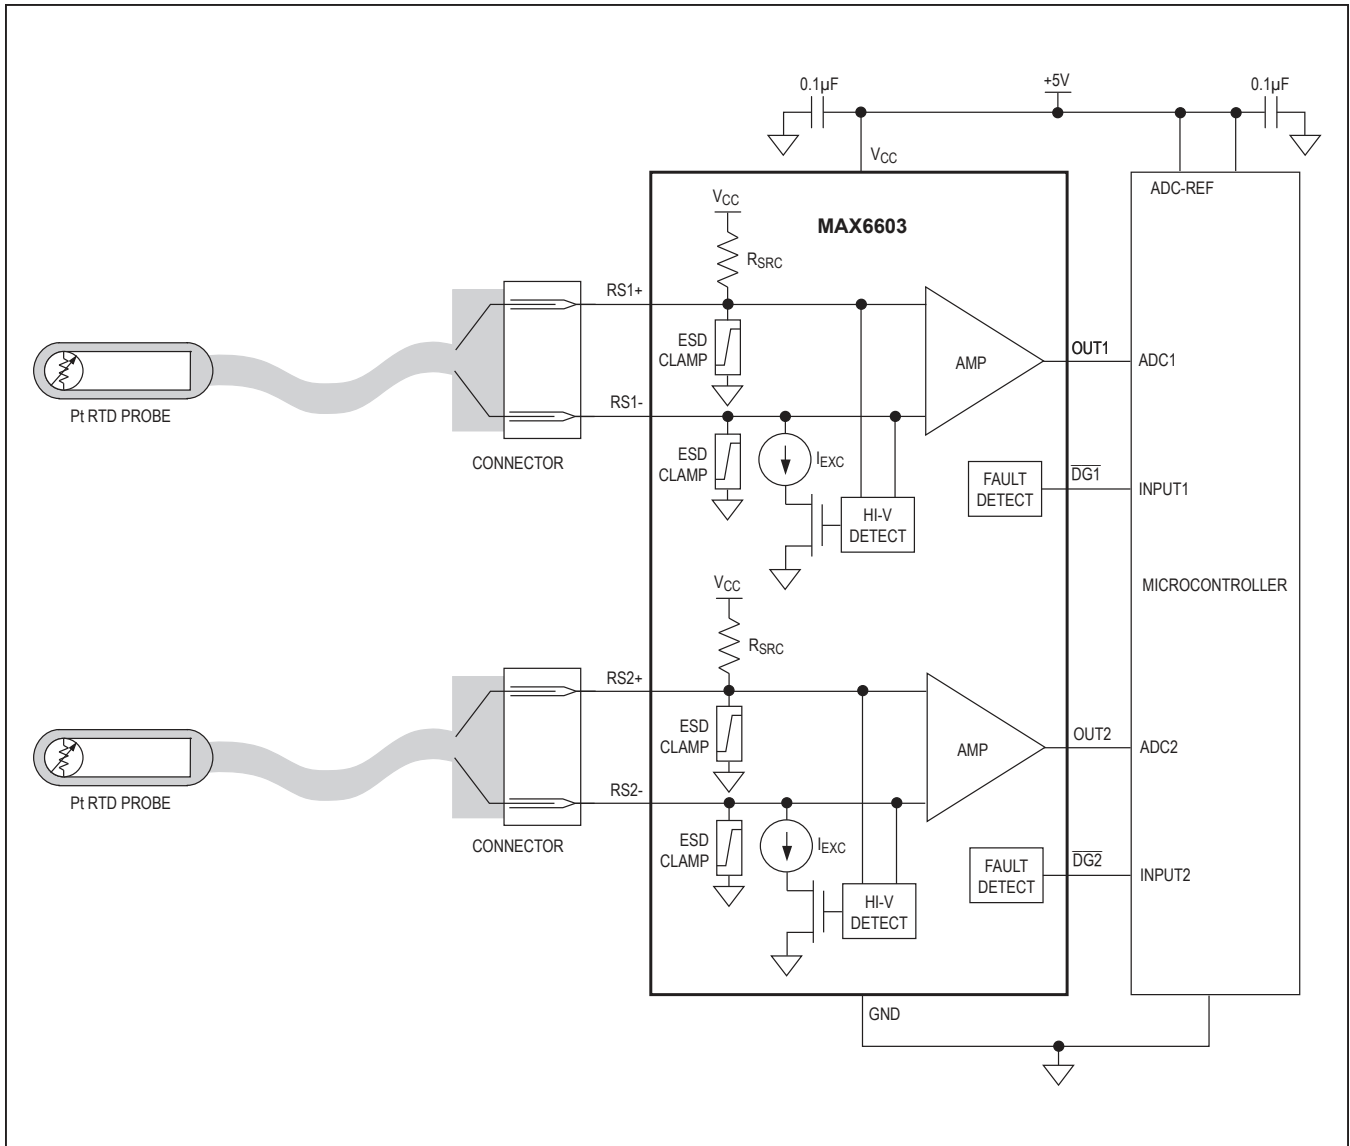 0.1µF
+5V
0.1µF
VCC
ADC-REF
VCC
MAX6603
RSRC
RS1+
ESD
CLAMP
AMP
OUT1
ADC1
Pt RTD PROBE
RS1-
CONNECTOR
ESD
CLAMP
IEXC
HI-V
DETECT
FAULT
DETECT
DG1
INPUT1
MICROCONTROLLER
VCC
RSRC
RS2+
ESD
CLAMP
AMP
OUT2
ADC2
Pt RTD PROBE
RS2-
CONNECTOR
ESD
CLAMP
IEXC
HI-V
DETECT
FAULT
DETECT
DG2
INPUT2
GND